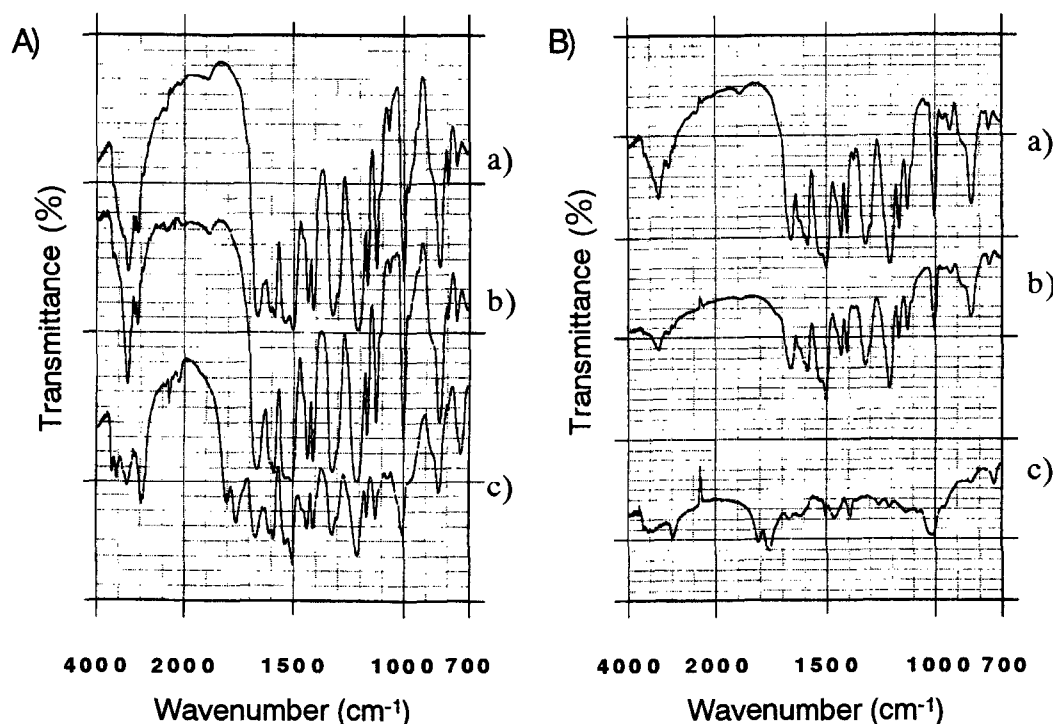 A)
Transmittance (%)
a)
b)
c)
4000 2000 1500 1000 700
Wavenumber (cm⁻¹)
B)
Transmittance (%)
a)
b)
c)
4000 2000 1500 1000 700
Wavenumber (cm⁻¹)